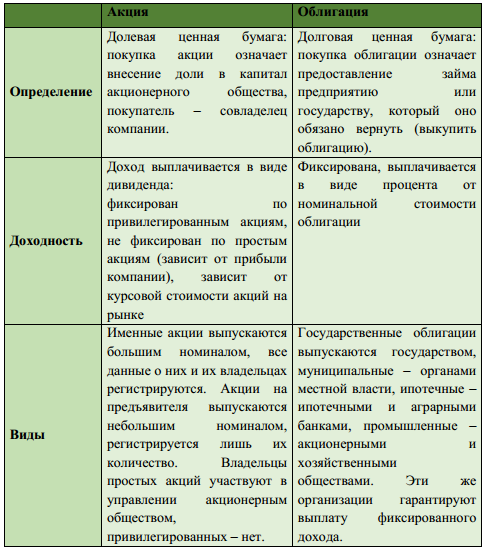 Акция
Облигация
Определение
Долевая ценная бумага:
покупка акции означает
внесение доли в капитал
акционерного общества,
покупатель – совладелец
компании.
Долговая ценная бумага:
покупка облигации означает
предоставление займа
предприятию или
государству, который оно
обязано вернуть (выкупить
облигацию).
Доходность
Доход выплачивается в виде
дивиденда:
фиксирован по
привилегированным акциям,
не фиксирован по простым
акциям (зависит от прибыли
компании), зависит от
курсовой стоимости акций на
рынке
Фиксирована, выплачивается
в виде процента от
номинальной стоимости
облигации
Виды
Именные акции выпускаются
большим номиналом, все
данные о них и их владельцах
регистрируются. Акции на
предъявителя выпускаются
небольшим номиналом,
регистрируется лишь их
количество. Владельцы
простых акций участвуют в
управлении акционерным
обществом,
привилегированных – нет.
Государственные облигации
выпускаются государством,
муниципальные – органами
местной власти, ипотечные –
ипотечными и аграрными
банками, промышленные –
акционерными и
хозяйственными
обществами. Эти же
организации гарантируют
выплату фиксированного
дохода.